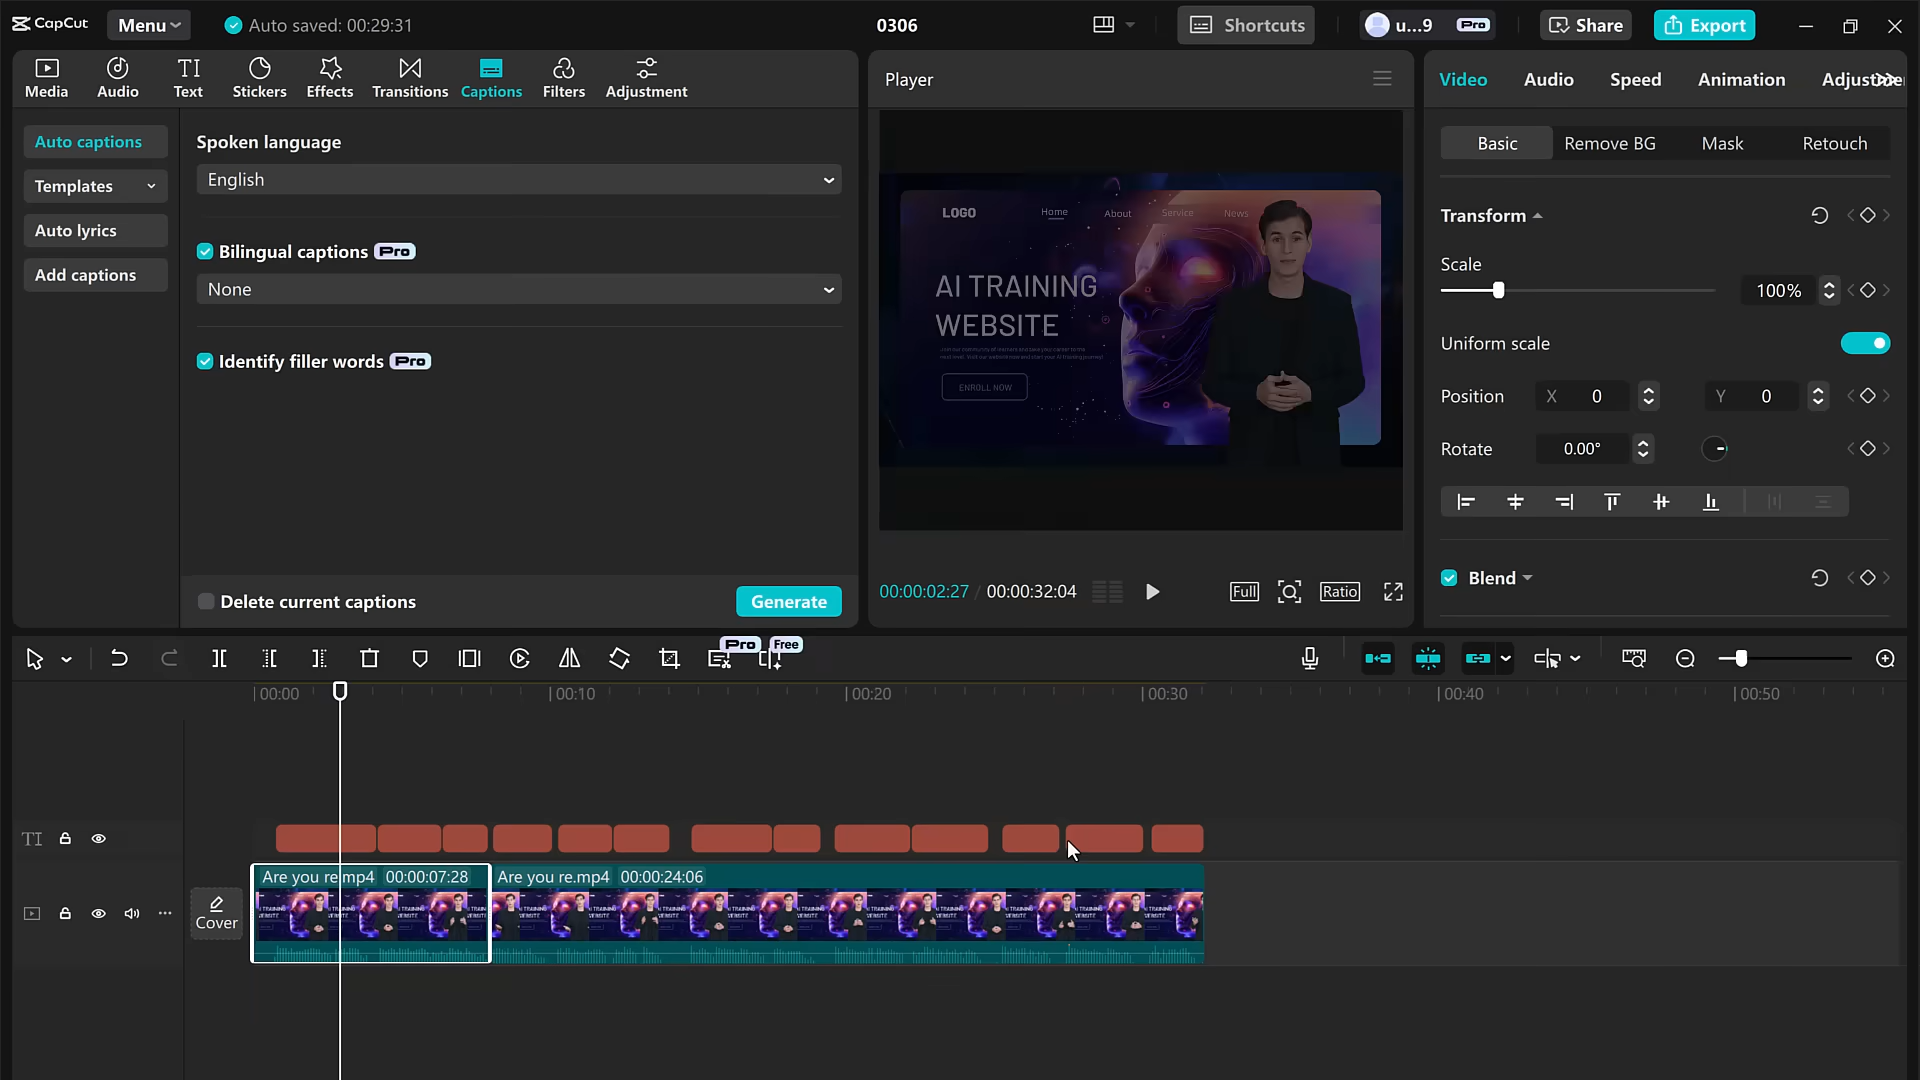 CapCut
Menu
Auto saved: 00:29:31
0306
Shortcuts
u...9
Pro
Share
Export
Media
Audio
Text
Stickers
Effects
Transitions
Captions
Filters
Adjustment
Auto captions
Templates
Auto lyrics
Add captions
Spoken language
English
Bilingual captions Pro
None
Identify filler words Pro
Delete current captions
Generate
Player
LOGO
Home
About
Service
News
AI TRAINING
WEBSITE
ENROLL NOW
00:00:02:27 / 00:00:32:04
Full
Ratio
Video
Audio
Speed
Animation
Basic
Remove BG
Mask
Retouch
Transform
Scale
100%
Uniform scale
Position
X 0
Y 0
Rotate
0.00°
Blend
Pro
Free
00:00
00:10
00:20
00:30
00:40
00:50
TI
Cover
Are you re.mp4 00:00:07:28
Are you re.mp4 00:00:24:06